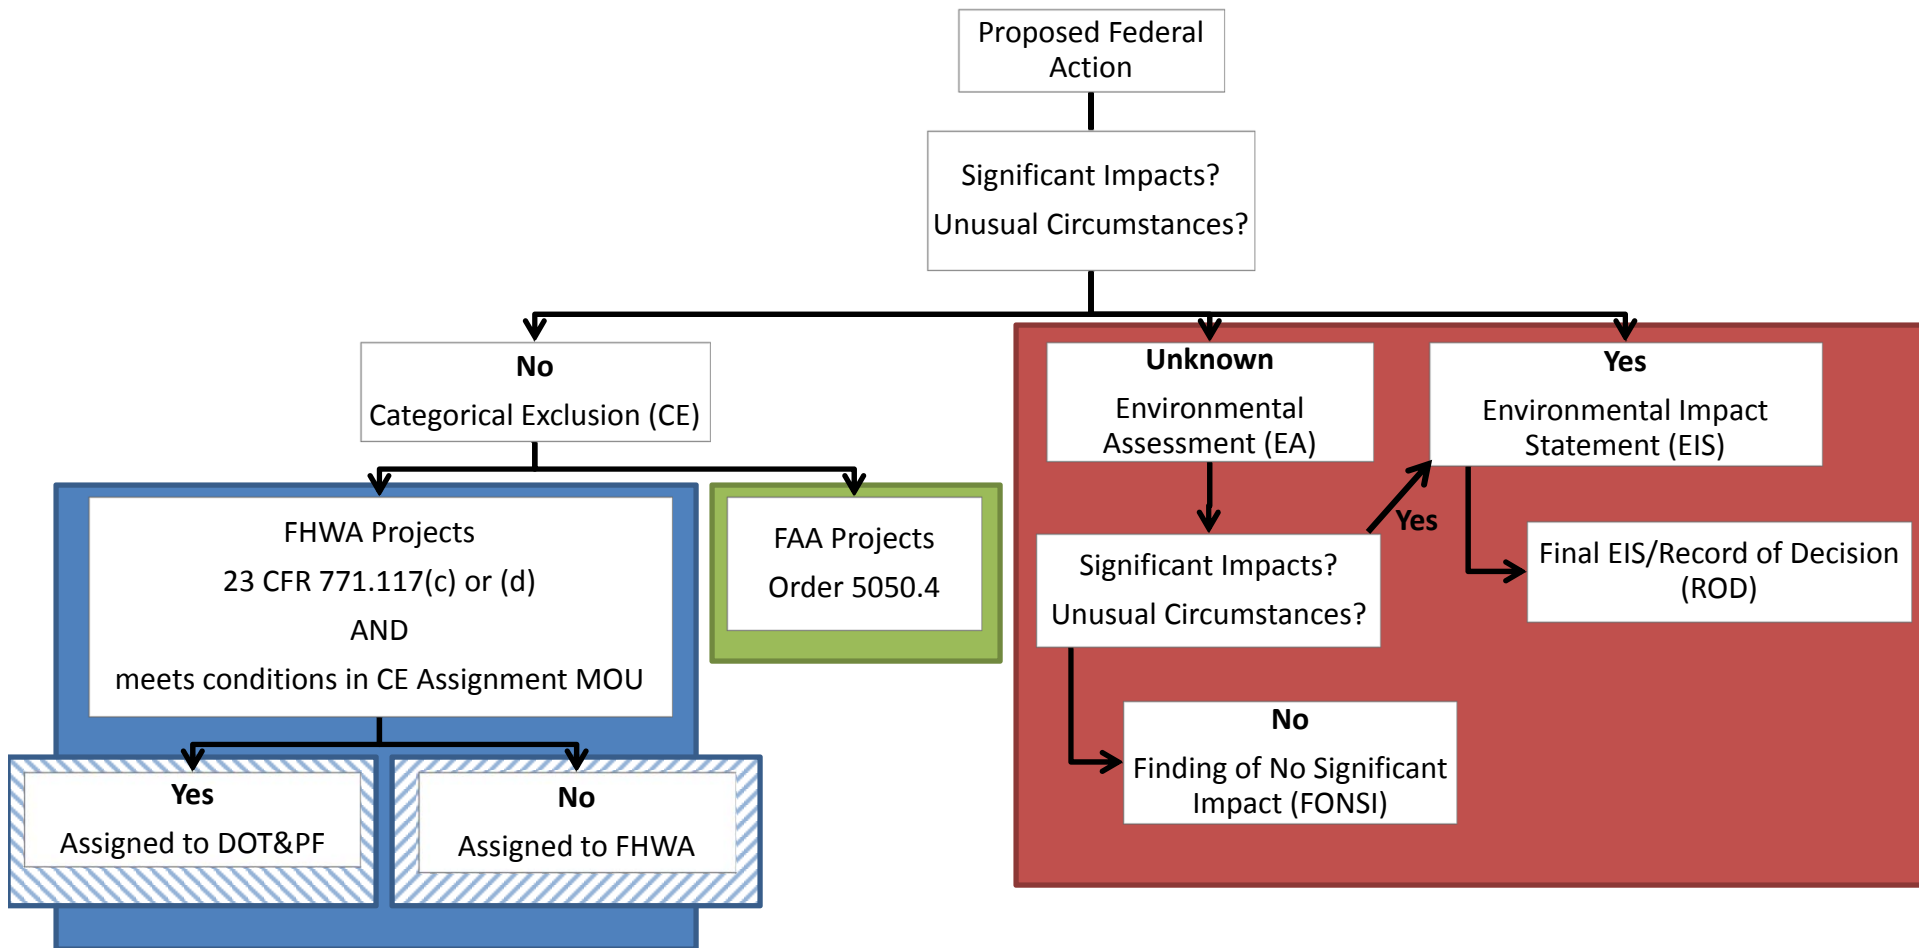 Proposed Federal
Action
Significant Impacts?
Unusual Circumstances?
No
Categorical Exclusion (CE)
Unknown
Environmental
Assessment (EA)
Yes
Environmental Impact
Statement (EIS)
FHWA Projects
23 CFR 771.117(c) or (d)
AND
meets conditions in CE Assignment MOU
FAA Projects
Order 5050.4
Significant Impacts?
Unusual Circumstances?
Yes
Final EIS/Record of Decision
(ROD)
No
Finding of No Significant
Impact (FONSI)
Yes
Assigned to DOT&PF
No
Assigned to FHWA